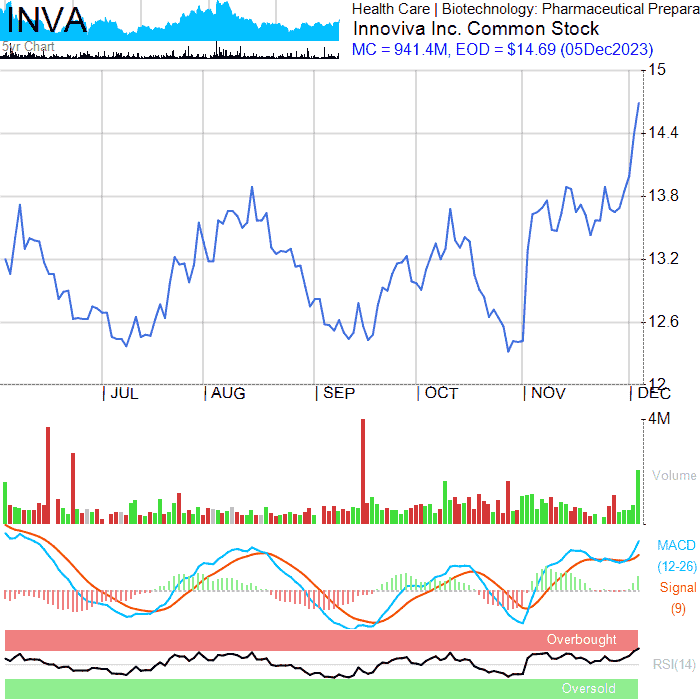 INVA
5yr Chart
Health Care | Biotechnology: Pharmaceutical Prepara
Innoviva Inc. Common Stock
MC = 941.4M, EOD = $14.69 (05Dec2023)
15
14.4
13.8
13.2
12.6
12
JUL AUG SEP OCT NOV DEC
4M
Volume
MACD
(12-26)
Signal
(9)
Overbought
RSI(14)
Oversold